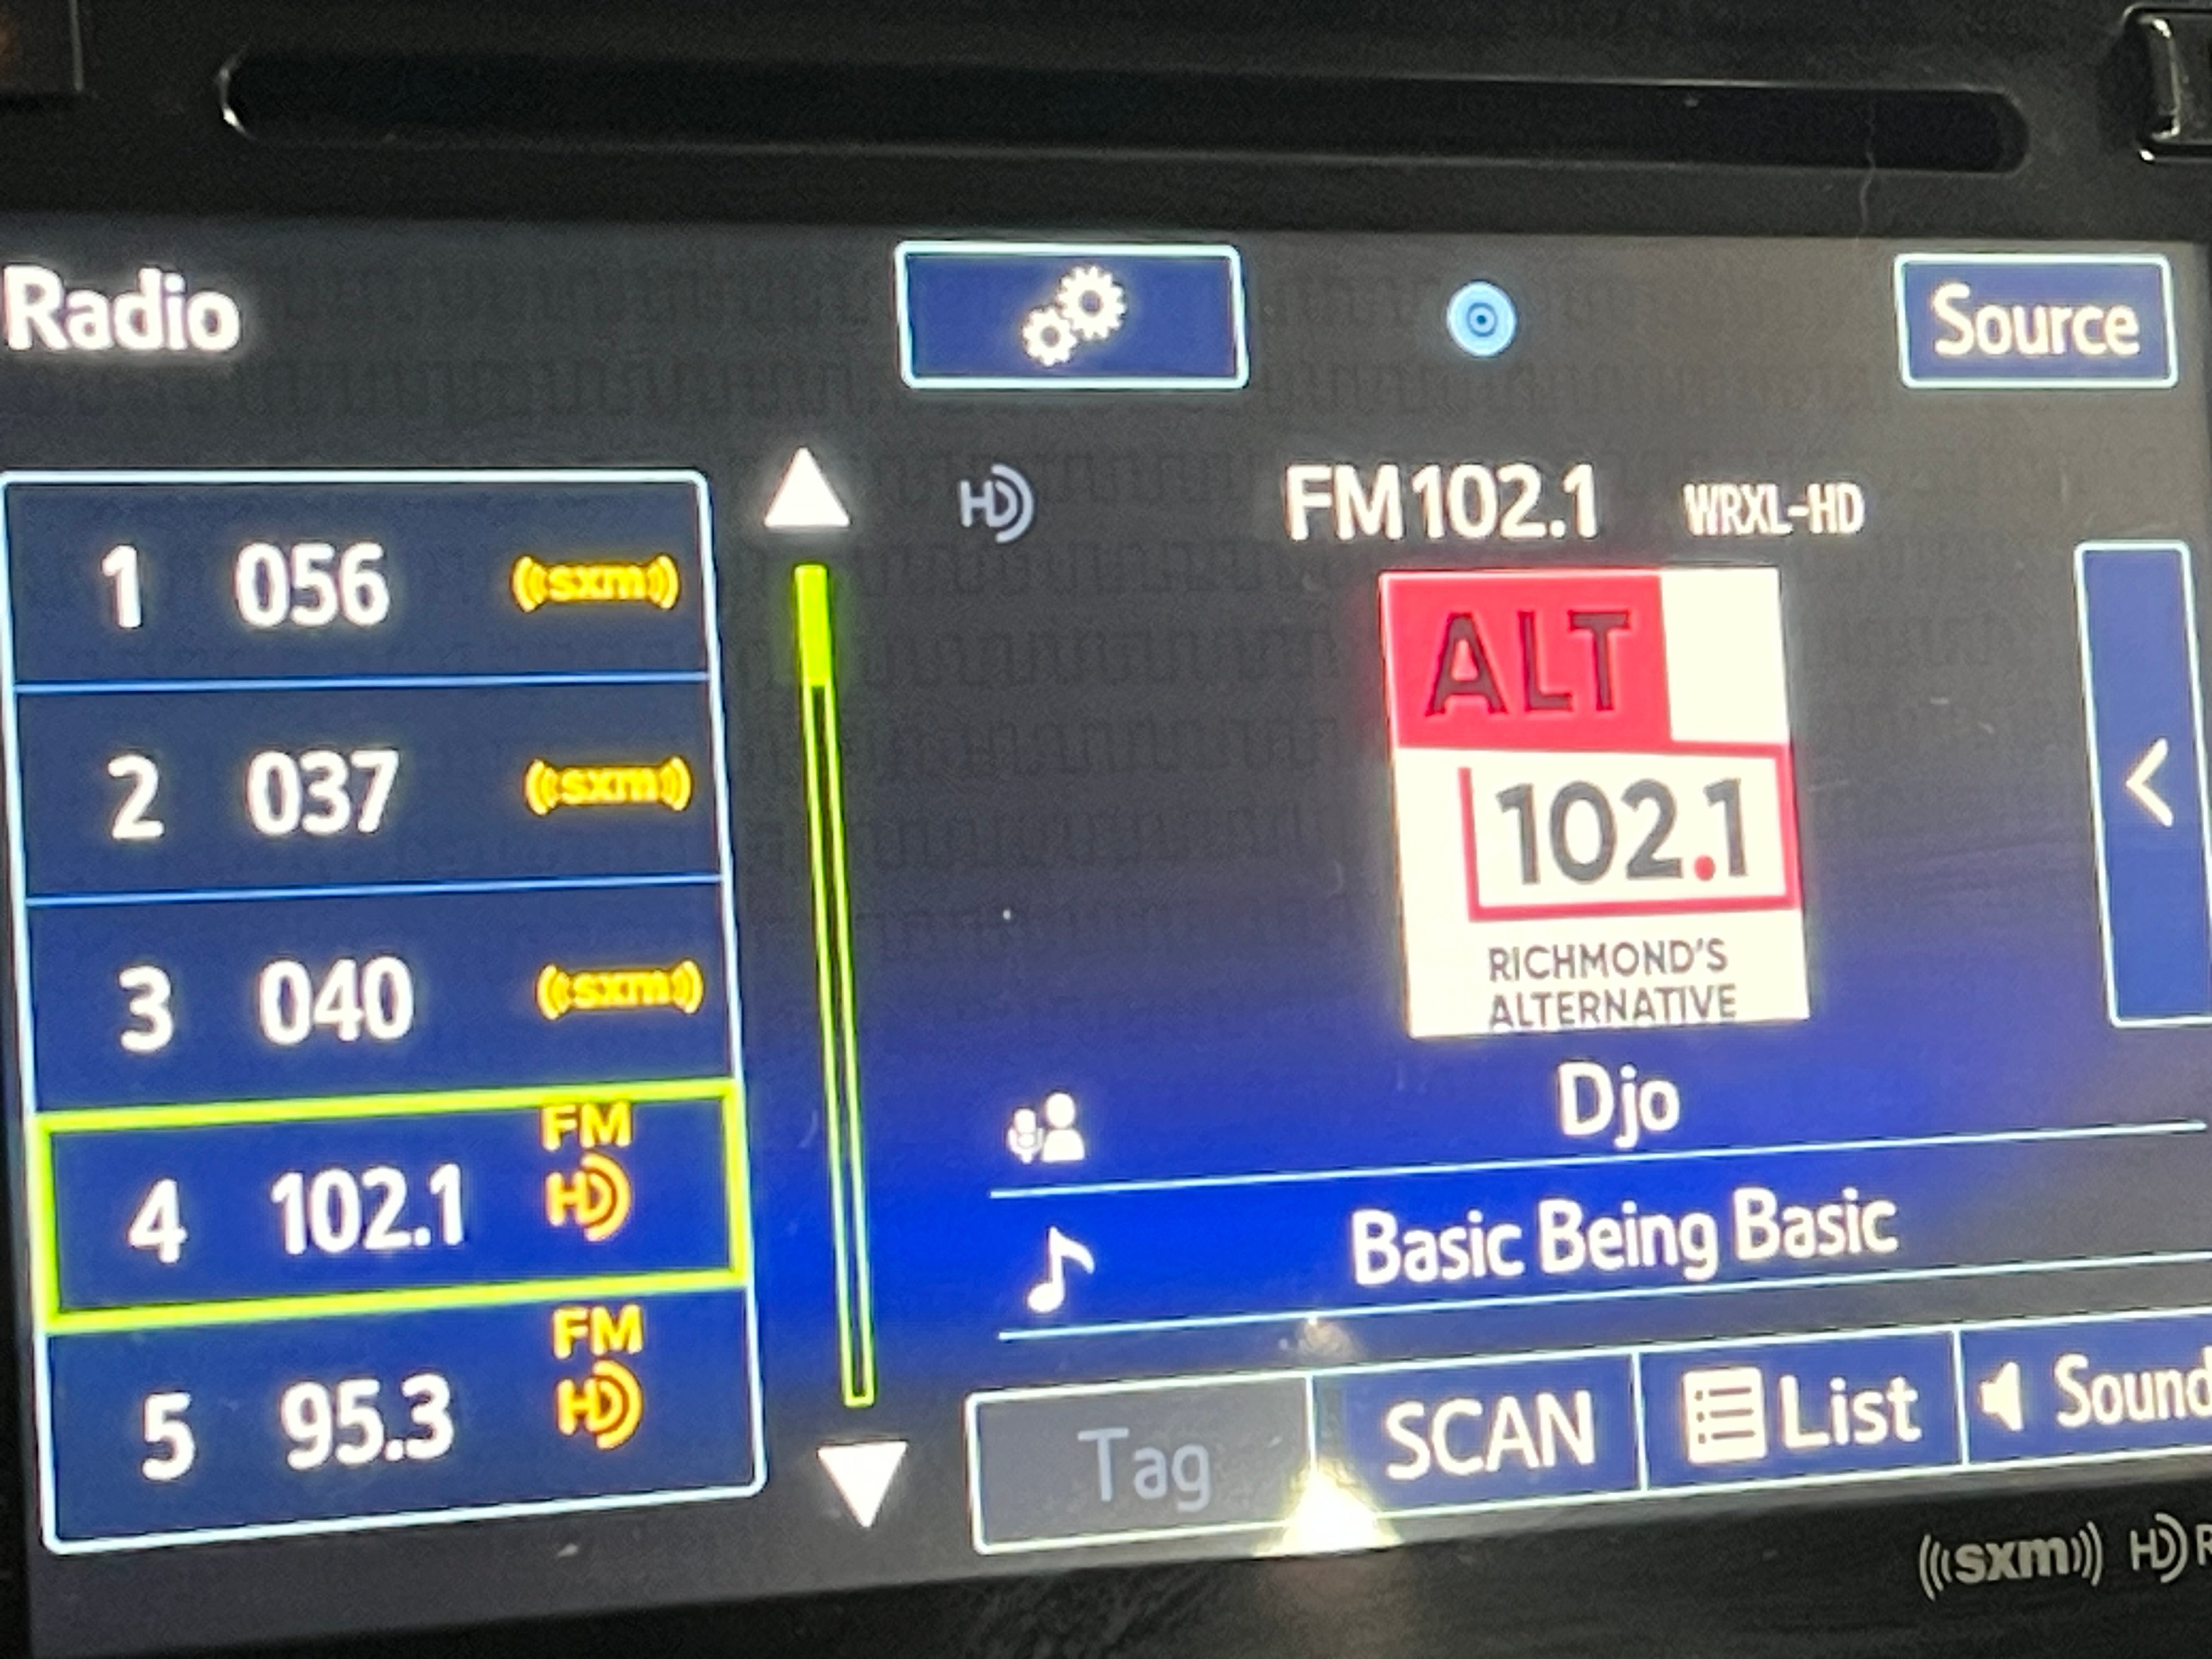 Radio
Source
1 056 ((sxm))
2 037 ((sxm))
3 040 ((sxm))
4 102.1 FM HD
5 95.3 FM HD
HD FM 102.1 WRXL-HD
ALT
102.1
RICHMOND'S
ALTERNATIVE
Djo
Basic Being Basic
Tag SCAN List Sound
((sxm)) HD R